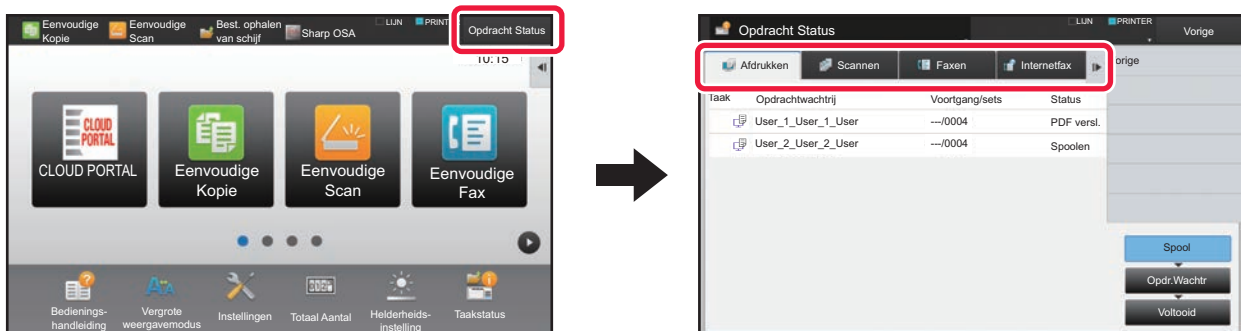 Eenvoudige Kopie
Eenvoudige Scan
Best. ophalen van schijf
Sharp OSA
LIJN
PRINT
Opdracht Status
10:15
CLOUD PORTAL
CLOUD PORTAL
Eenvoudige Kopie
Eenvoudige Scan
Eenvoudige Fax
Bedienings-
handleiding
Vergrote
weergavemodus
Instellingen
Totaal Aantal
Helderheids-
instelling
Taakstatus
Opdracht Status
LIJN
PRINTER
Vorige
Afdrukken
Scannen
Faxen
Internetfax
orige
Taak
Opdrachtwachtrij
Voortgang/sets
Status
User_1_User_1_User
---/0004
PDF versl.
User_2_User_2_User
---/0004
Spoolen
Spool
Opdr.Wachtr
Voltooid